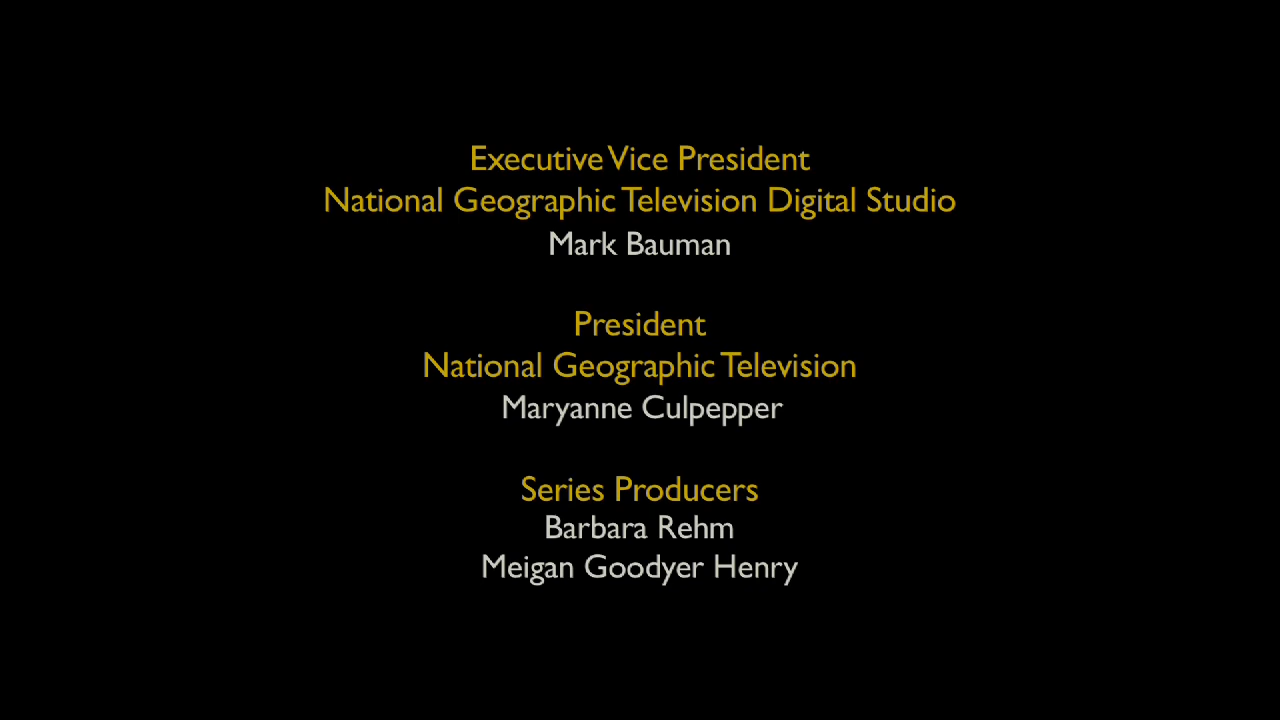 Executive Vice President
National Geographic Television Digital Studio
Mark Bauman
President
National Geographic Television
Maryanne Culpepper
Series Producers
Barbara Rehm
Meigan Goodyer Henry